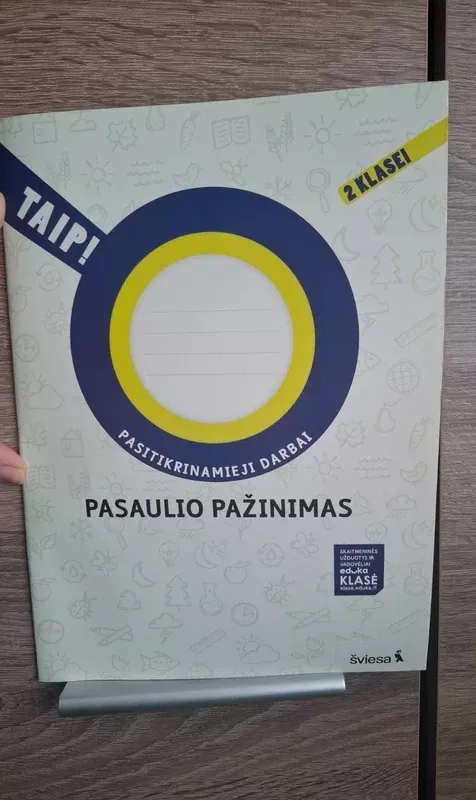 TAIP!
2 KLASEI
PASITIKRINAMIEJI DARBAI
PASAULIO PAŽINIMAS
SKAITMENINĖS
UŽDUOTYS IR
VADOVĖLIAI
eduka
KLASĖ
klase.eduka.lt
šviesa